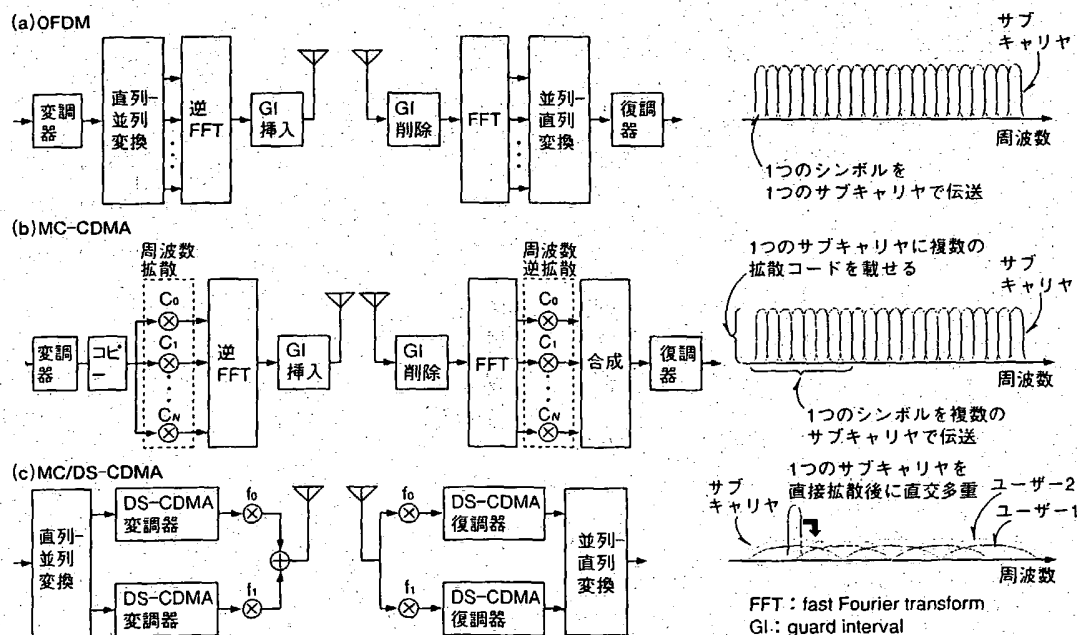 (a)OFDM
変調
器
直列-
並列
変換
逆
FFT
GI
挿入
GI
削除
FFT
並列-
直列
変換
復調
器
サブ
キャリヤ
周波数
1つのシンボルを
1つのサブキャリヤで伝送
(b)MC-CDMA
変調
器
コピ
ー
周波数
拡散
C0
C1
CN
逆
FFT
GI
挿入
GI
削除
FFT
周波数
逆拡散
C0
C1
CN
合成
復調
器
1つのサブキャリヤに複数の
拡散コードを載せる
サブ
キャリヤ
周波数
1つのシンボルを複数の
サブキャリヤで伝送
(c)MC/DS-CDMA
直列-
並列
変換
DS-CDMA
変調器
f0
DS-CDMA
変調器
f1
f0
DS-CDMA
復調器
f1
DS-CDMA
復調器
並列-
直列
変換
1つのサブキャリヤを
直接拡散後に直交多重
サブ
キャリヤ
ユーザー2
ユーザー1
周波数
FFT：fast Fourier transform
GI：guard interval